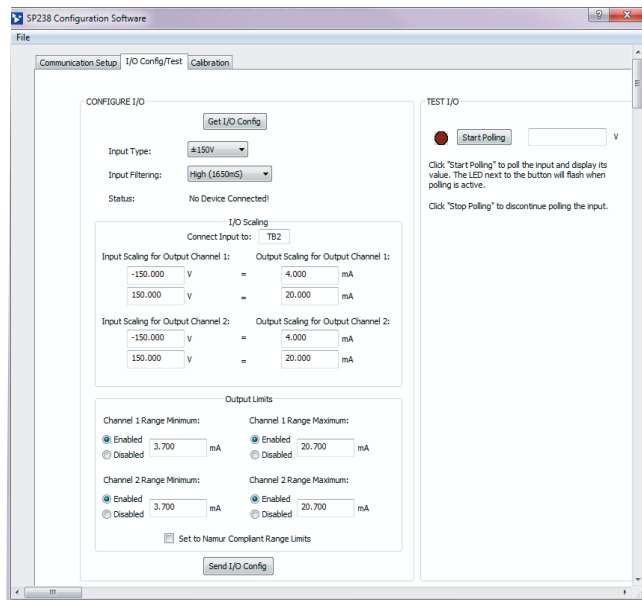 SP238 Configuration Software
File
Communication Setup I/O Config/Test Calibration
CONFIGURE I/O
Get I/O Config
Input Type: ±150V
Input Filtering: High (1650mS)
Status: No Device Connected!
I/O Scaling
Connect Input to: TB2
Input Scaling for Output Channel 1: Output Scaling for Output Channel 1:
-150.000 V = 4.000 mA
150.000 V = 20.000 mA
Input Scaling for Output Channel 2: Output Scaling for Output Channel 2:
-150.000 V = 4.000 mA
150.000 V = 20.000 mA
Output Limits
Channel 1 Range Minimum: Channel 1 Range Maximum:
Enabled 3.700 mA Enabled 20.700 mA
Disabled Disabled
Channel 2 Range Minimum: Channel 2 Range Maximum:
Enabled 3.700 mA Enabled 20.700 mA
Disabled Disabled
Set to Namur Compliant Range Limits
Send I/O Config
TEST I/O
Start Polling V
Click "Start Polling" to poll the input and display its
value. The LED next to the button will flash when
polling is active.
Click "Stop Polling" to discontinue polling the input.